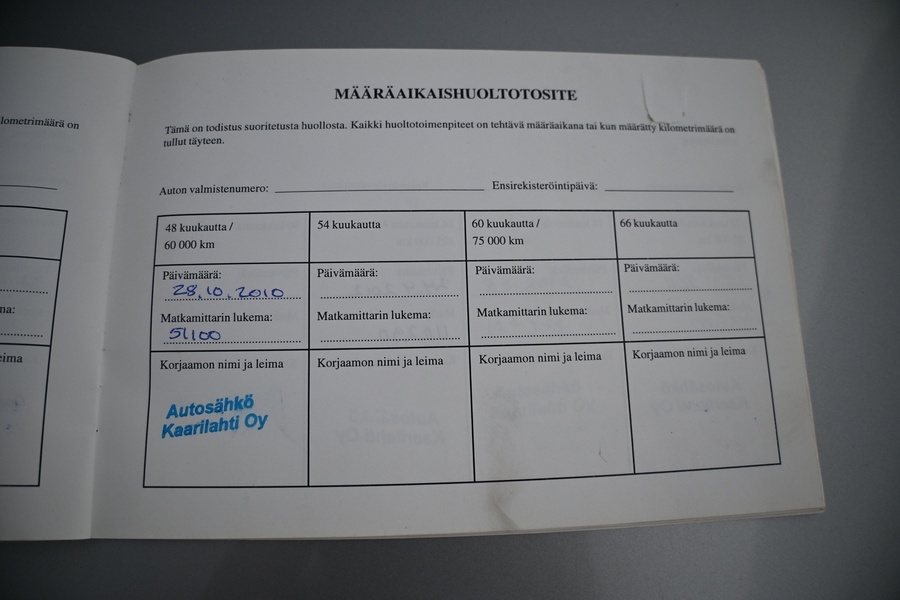 lometrimäärä on
na:
eima
MÄÄRÄAIKAISHUOLTOTOSITE
Tämä on todistus suoritetusta huollosta. Kaikki huoltotoimenpiteet on tehtävä määräaikana tai kun määrätty kilometrimäärä on
tullut täyteen.
Auton valmistenumero: Ensirekisteröintipäivä:
48 kuukautta /
60 000 km
54 kuukautta
60 kuukautta /
75 000 km
66 kuukautta
Päivämäärä:
28.10.2010
Päivämäärä:
Päivämäärä:
Päivämäärä:
Matkamittarin lukema:
51100
Matkamittarin lukema:
Matkamittarin lukema:
Matkamittarin lukema:
Korjaamon nimi ja leima
Korjaamon nimi ja leima
Korjaamon nimi ja leima
Korjaamon nimi ja leima
Autosähkö
Kaarilahti Oy